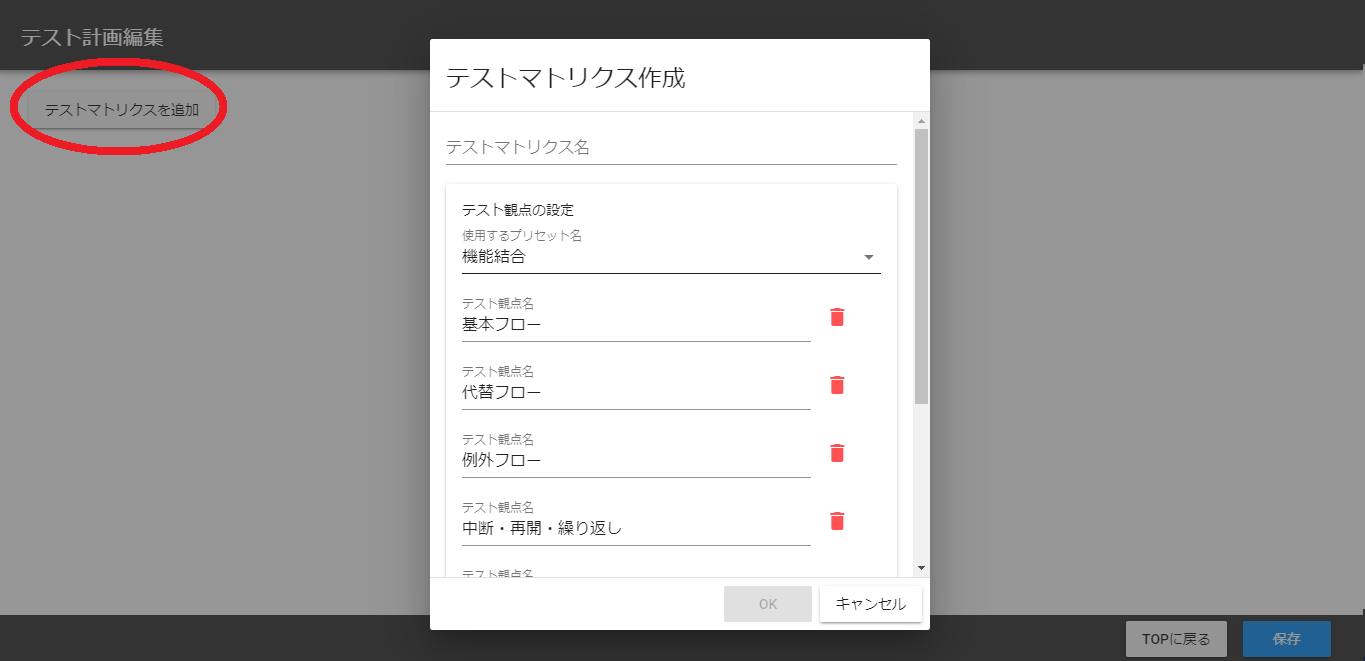 テスト計画編集
テストマトリクスを追加
テストマトリクス作成
テストマトリクス名
テスト観点の設定
使用するプリセット名
機能結合
テスト観点名
基本フロー
テスト観点名
代替フロー
テスト観点名
例外フロー
テスト観点名
中断・再開・繰り返し
テスト観点名
OK
キャンセル
TOPに戻る
保存